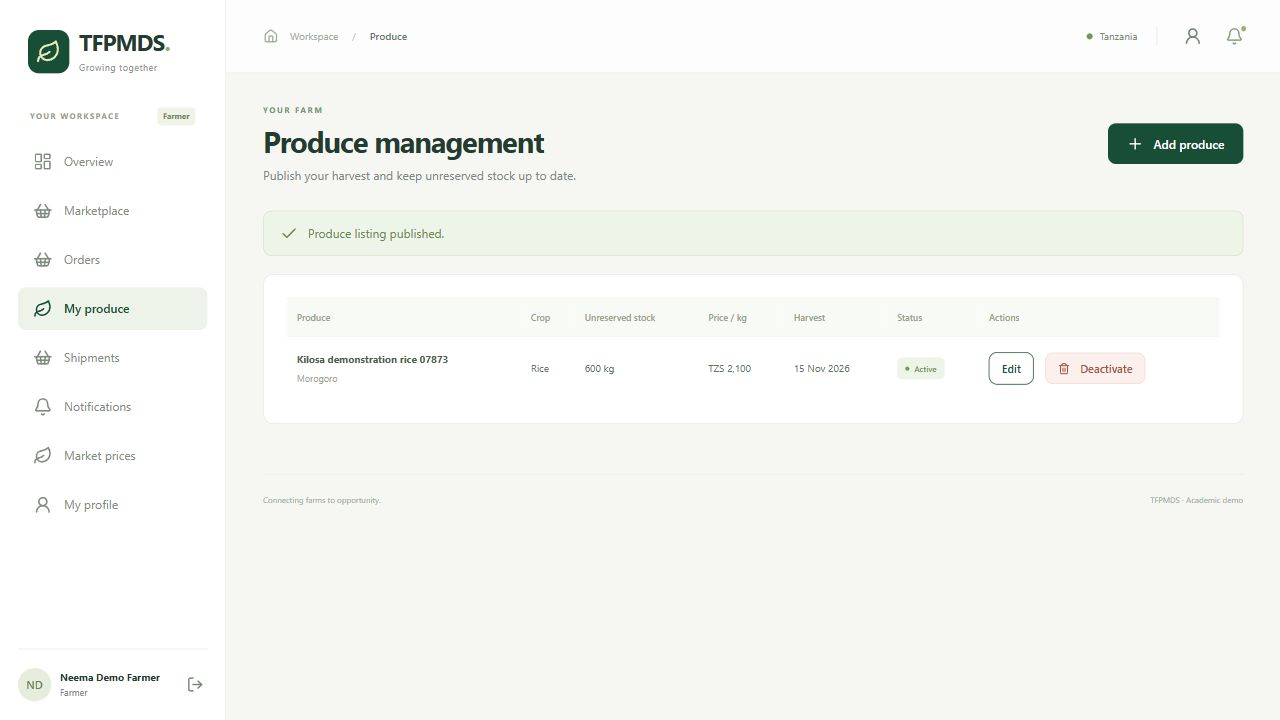 TFPMDS.
Growing together
YOUR WORKSPACE
Farmer
Overview
Marketplace
Orders
My produce
Shipments
Notifications
Market prices
My profile
ND
Neema Demo Farmer
Farmer
Workspace / Produce
Tanzania
YOUR FARM
Produce management
Publish your harvest and keep unreserved stock up to date.
Add produce
Produce listing published.
Produce Crop Unreserved stock Price / kg Harvest Status Actions
Kilosa demonstration rice 07873
Morogoro
Rice 600 kg TZS 2,100 15 Nov 2026 Active Edit Deactivate
Connecting farms to opportunity.
TFPMDS · Academic demo